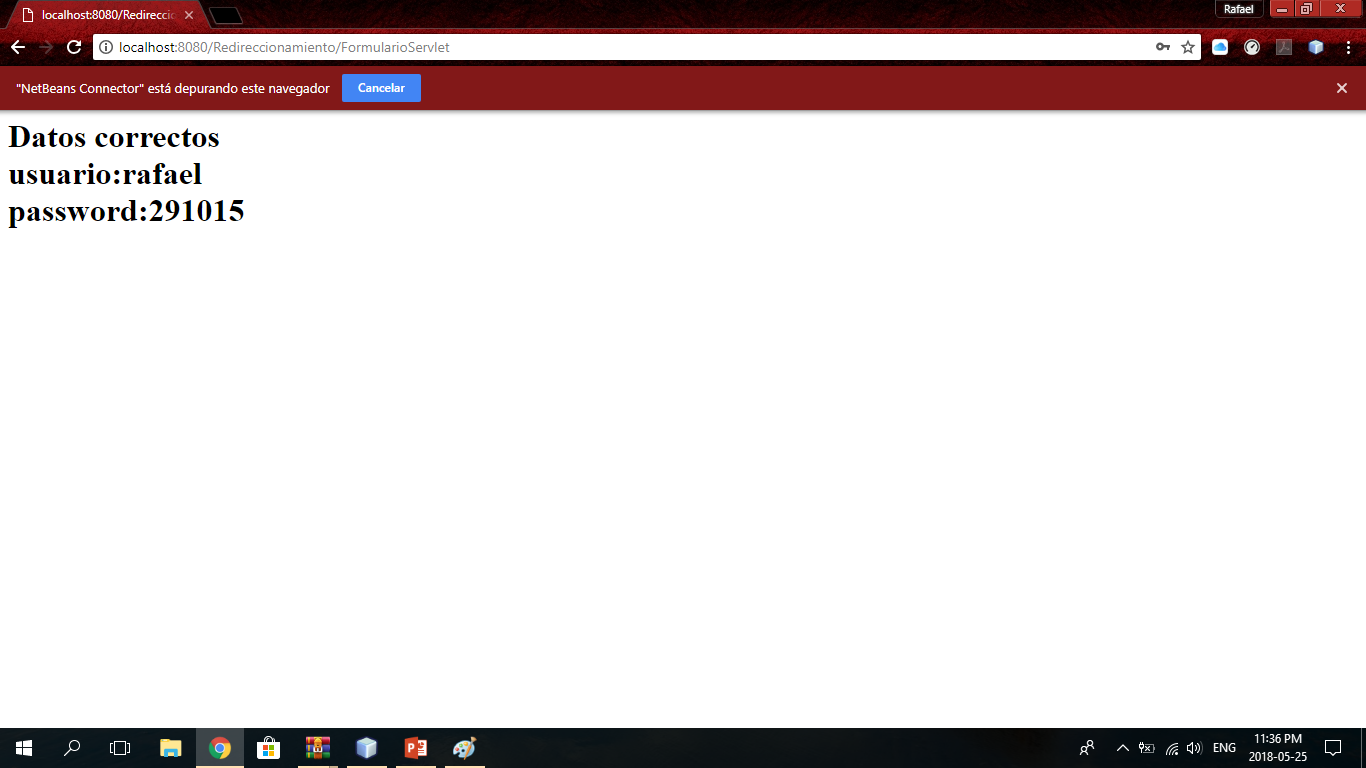 localhost:8080/Redirecci
Rafael
localhost:8080/Redireccionamiento/FormularioServlet
"NetBeans Connector" está depurando este navegador
Cancelar
Datos correctos
usuario:rafael
password:291015
ENG
11:36 PM
2018-05-25